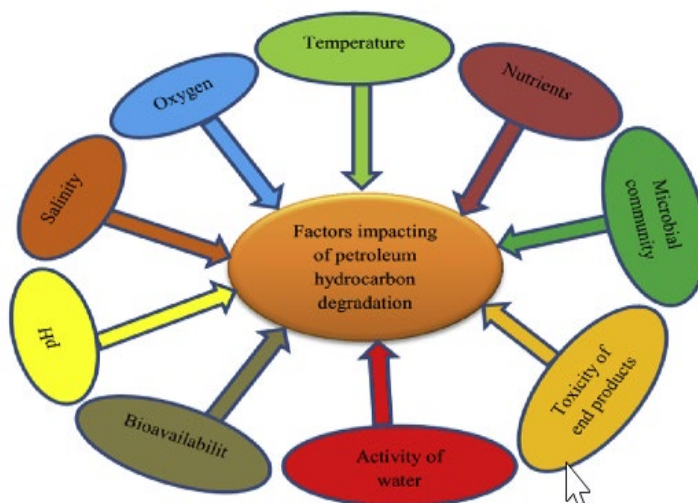 Temperature
Nutrients
Microbial
community
Toxicity of
end products
Activity of
water
Bioavailabilit
pH
Salinity
Oxygen
Factors impacting
of petroleum
hydrocarbon
degradation